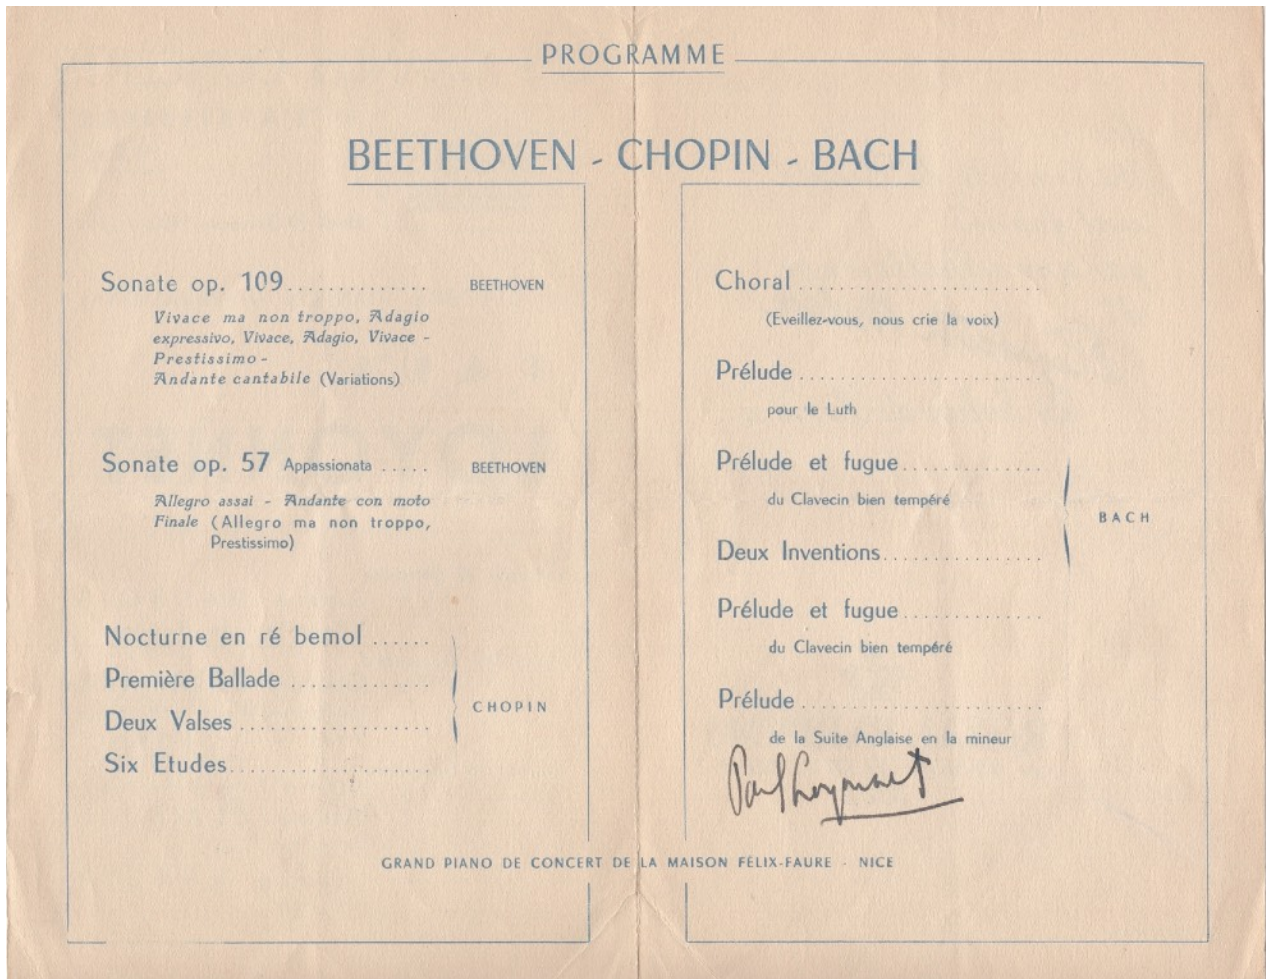 PROGRAMME
BEETHOVEN - CHOPIN - BACH
Sonate op. 109.............. BEETHOVEN
Vivace ma non troppo, Adagio
expressivo, Vivace, Adagio, Vivace -
Prestissimo -
Andante cantabile (Variations)
Sonate op. 57 Appassionata ..... BEETHOVEN
Allegro assai - Andante con moto
Finale (Allegro ma non troppo,
Prestissimo)
Nocturne en ré bemol ......
Première Ballade .............
Deux Valses ..................
Six Etudes...................
CHOPIN
Choral ......................
(Eveillez-vous, nous crie la voix)
Prélude ......................
pour le Luth
Prélude et fugue.............
du Clavecin bien tempéré
Deux Inventions...............
BACH
Prélude et fugue.............
du Clavecin bien tempéré
Prélude ......................
de la Suite Anglaise en la mineur
Paul Loyonnet
GRAND PIANO DE CONCERT DE LA MAISON FÉLIX-FAURE - NICE